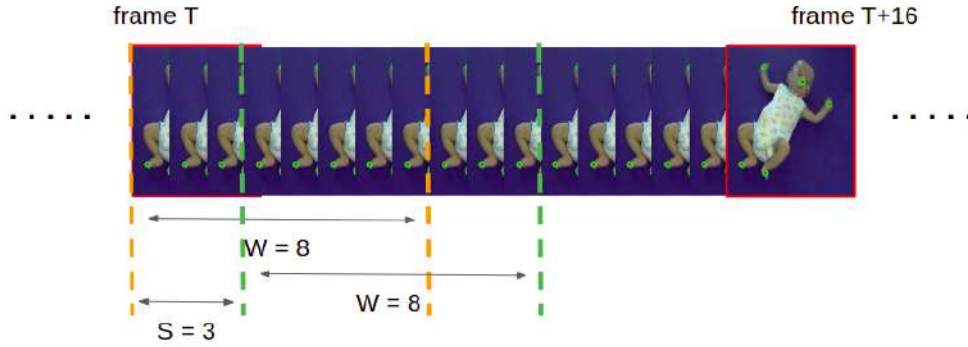 frame T
frame T+16
. . . . .
. . . . .
W = 8
W = 8
S = 3